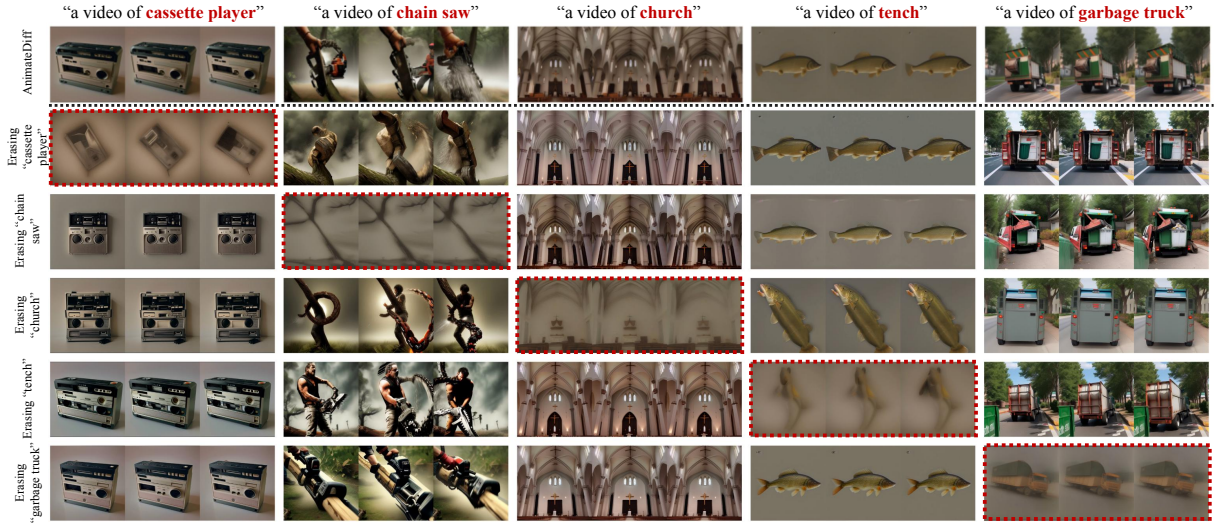 “a video of cassette player”
“a video of chain saw”
“a video of church”
“a video of tench”
“a video of garbage truck”
AnimateDiff
Erasing
“cassette
player”
Erasing “chain
saw”
Erasing
“church”
Erasing “tench”
Erasing
“garbage truck”